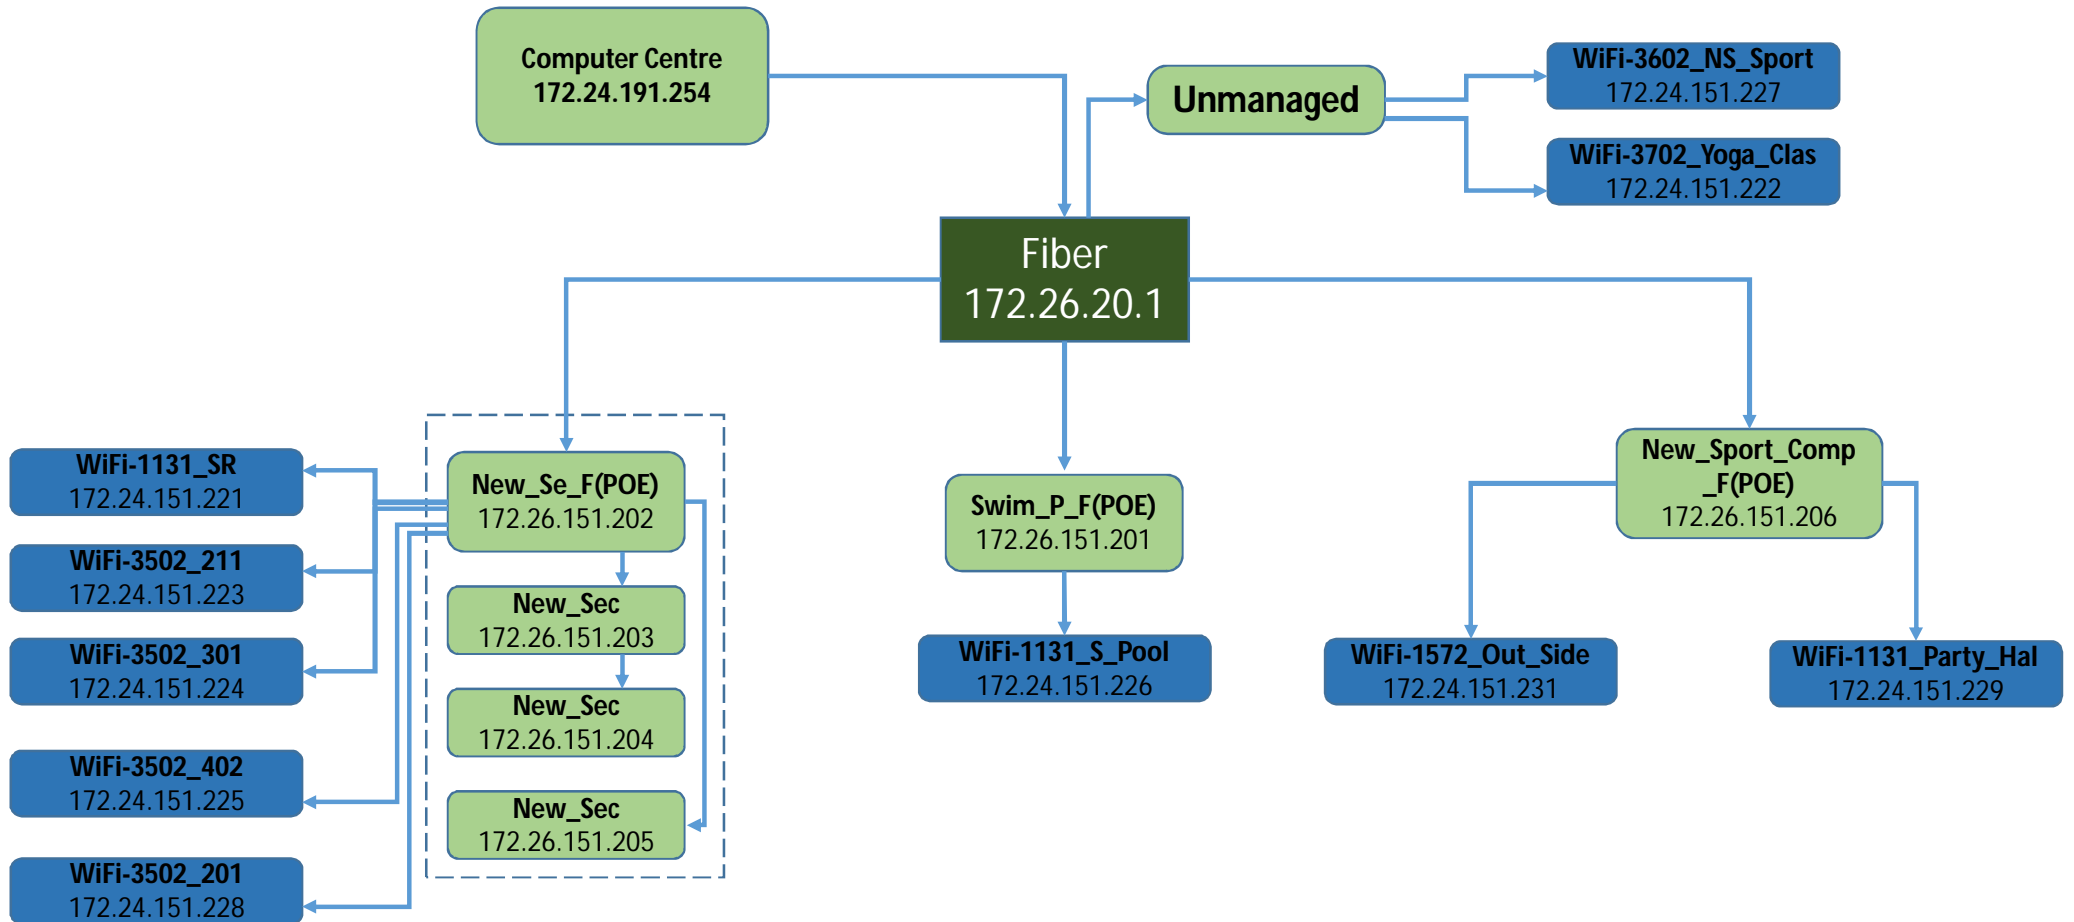 Computer Centre
172.24.191.254
Unmanaged
WiFi-3602_NS_Sport
172.24.151.227
WiFi-3702_Yoga_Clas
172.24.151.222
Fiber
172.26.20.1
WiFi-1131_SR
172.24.151.221
WiFi-3502_211
172.24.151.223
WiFi-3502_301
172.24.151.224
WiFi-3502_402
172.24.151.225
WiFi-3502_201
172.24.151.228
New_Se_F(POE)
172.26.151.202
New_Sec
172.26.151.203
New_Sec
172.26.151.204
New_Sec
172.26.151.205
Swim_P_F(POE)
172.26.151.201
WiFi-1131_S_Pool
172.24.151.226
New_Sport_Comp
_F(POE)
172.26.151.206
WiFi-1572_Out_Side
172.24.151.231
WiFi-1131_Party_Hal
172.24.151.229